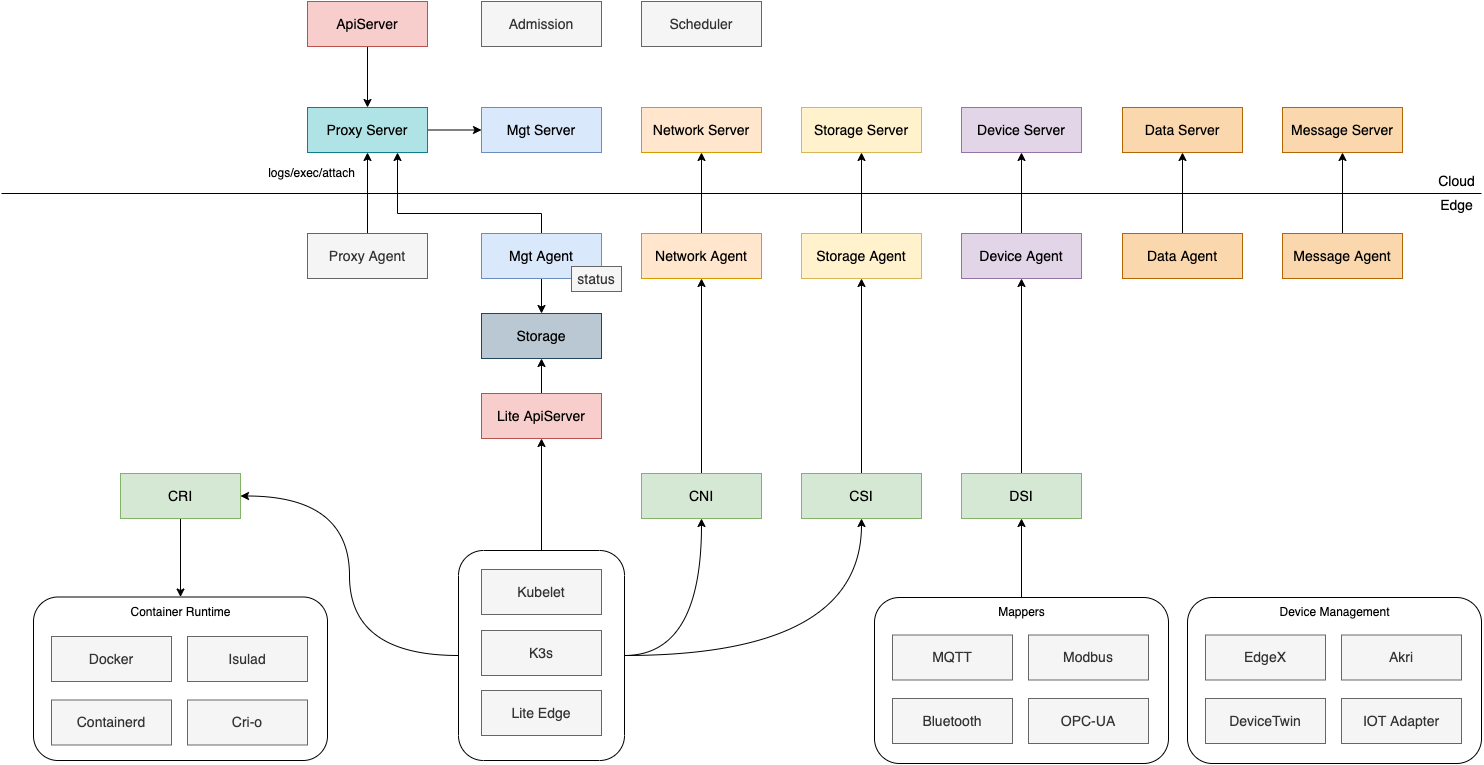 ApiServer
Admission
Scheduler
Proxy Server
Mgt Server
Network Server
Storage Server
Device Server
Data Server
Message Server
logs/exec/attach
Cloud
Edge
Proxy Agent
Mgt Agent
status
Network Agent
Storage Agent
Device Agent
Data Agent
Message Agent
Storage
Lite ApiServer
CRI
CNI
CSI
DSI
Container Runtime
Docker
Isulad
Containerd
Cri-o
Kubelet
K3s
Lite Edge
Mappers
MQTT
Modbus
Bluetooth
OPC-UA
Device Management
EdgeX
Akri
DeviceTwin
IOT Adapter